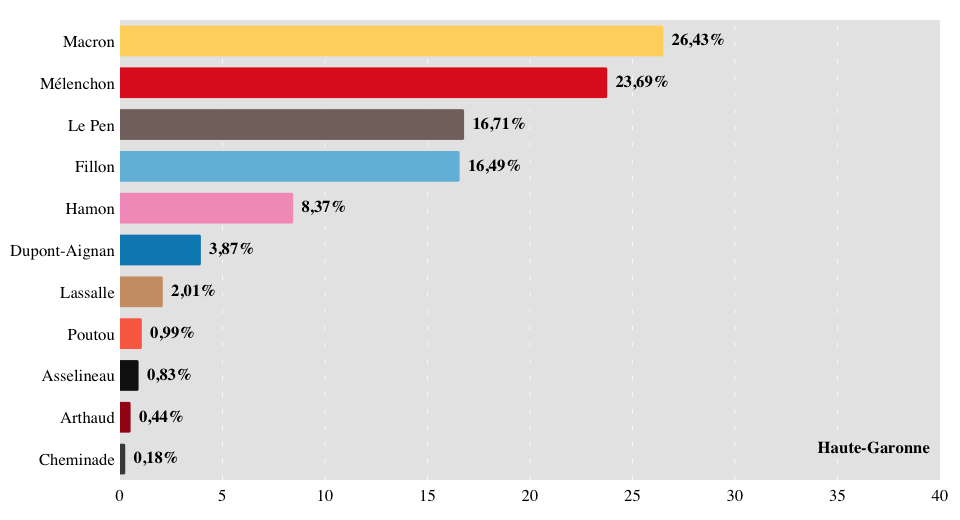 Macron 26,43%
Mélenchon 23,69%
Le Pen 16,71%
Fillon 16,49%
Hamon 8,37%
Dupont-Aignan 3,87%
Lassalle 2,01%
Poutou 0,99%
Asselineau 0,83%
Arthaud 0,44%
Haute-Garonne
Cheminade 0,18%
0 5 10 15 20 25 30 35 40